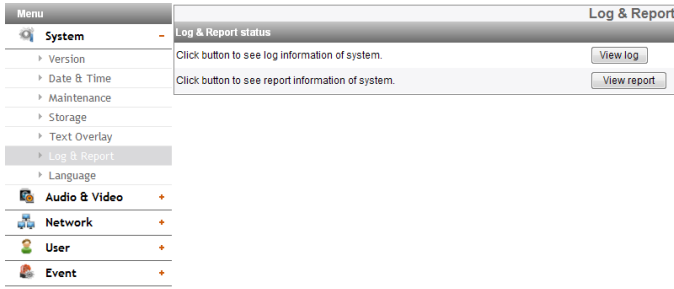 Menu
System
Version
Date & Time
Maintenance
Storage
Text Overlay
Log & Report
Language
Audio & Video
Network
User
Event
Log & Report
Log & Report status
Click button to see log information of system.
View log
Click button to see report information of system.
View report